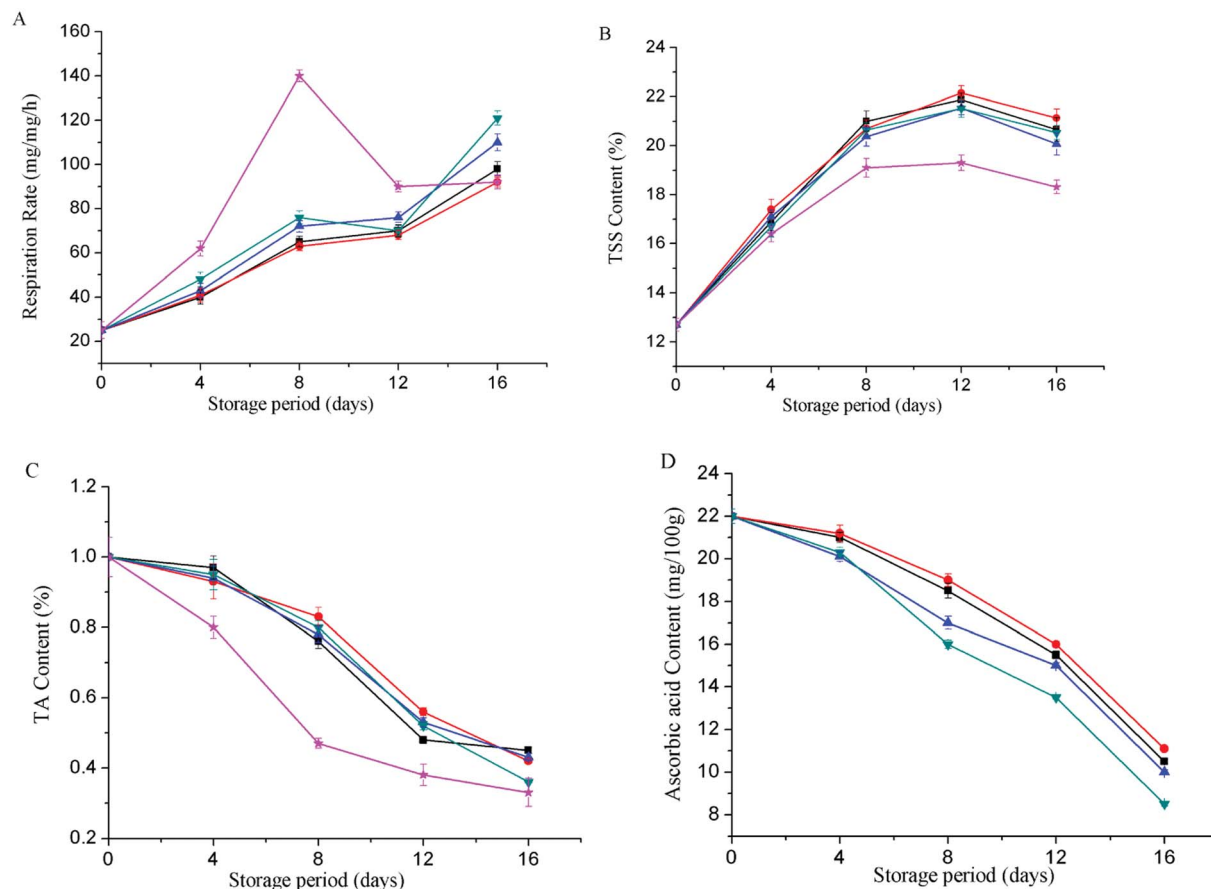 A
Respiration Rate (mg/mg/h)
160
140
120
100
80
60
40
20
0 4 8 12 16
Storage period (days)
B
TSS Content (%)
24
22
20
18
16
14
12
0 4 8 12 16
Storage period (days)
C
TA Content (%)
1.2
1.0
0.8
0.6
0.4
0.2
0 4 8 12 16
Storage period (days)
D
Ascorbic acid Content (mg/100g)
24
22
20
18
16
14
12
10
8
0 4 8 12 16
Storage period (days)